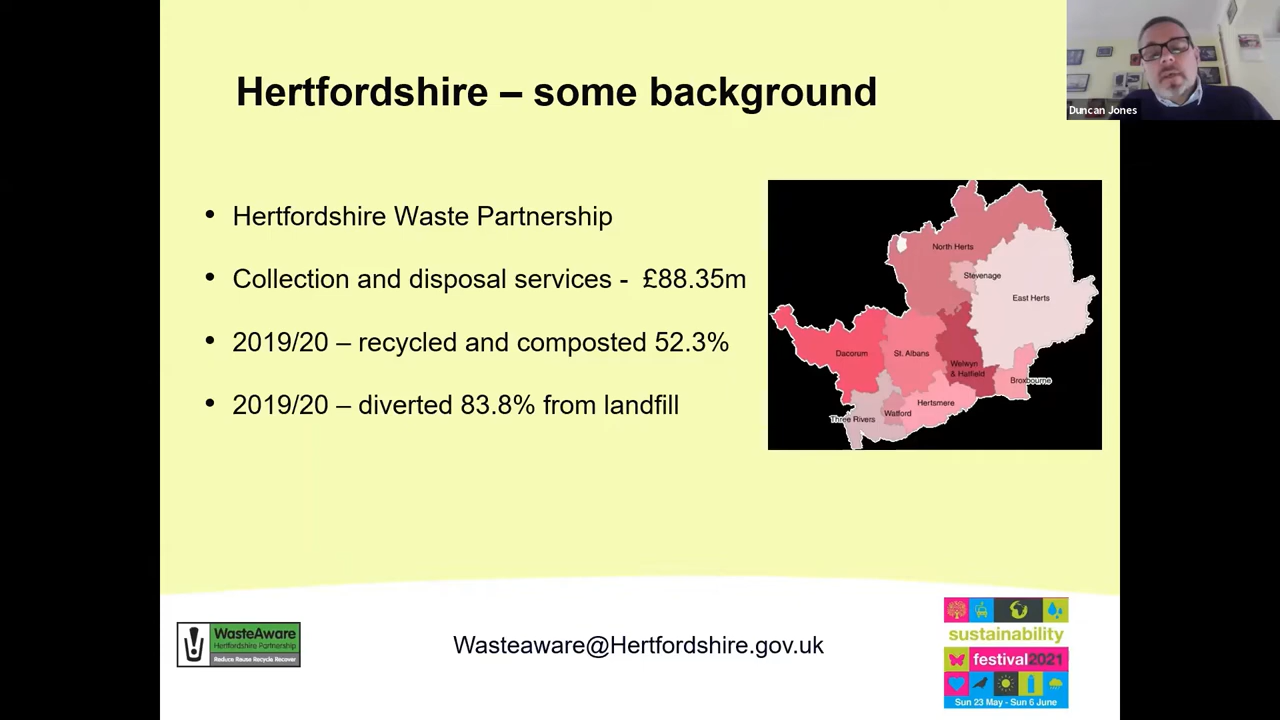 Duncan Jones
Hertfordshire – some background
• Hertfordshire Waste Partnership
• Collection and disposal services - £88.35m
• 2019/20 – recycled and composted 52.3%
• 2019/20 – diverted 83.8% from landfill
North Herts
Stevenage
East Herts
Dacorum
St. Albans
Welwyn
& Hatfield
Broxbourne
Hertsmere
Watford
Three Rivers
WasteAware
Hertfordshire Partnership
Reduce Reuse Recycle Recover
Wasteaware@Hertfordshire.gov.uk
sustainability
festival2021
Sun 23 May - Sun 6 June